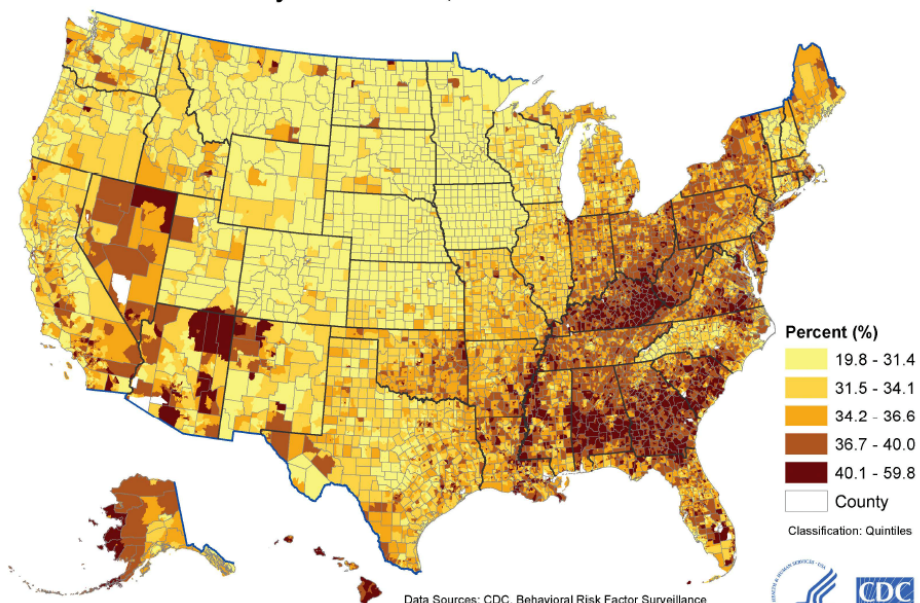 Percent (%)
19.8 - 31.4
31.5 - 34.1
34.2 - 36.6
36.7 - 40.0
40.1 - 59.8
County
Classification: Quintiles
CDC
Data Sources: CDC, Behavioral Risk Factor Surveillance